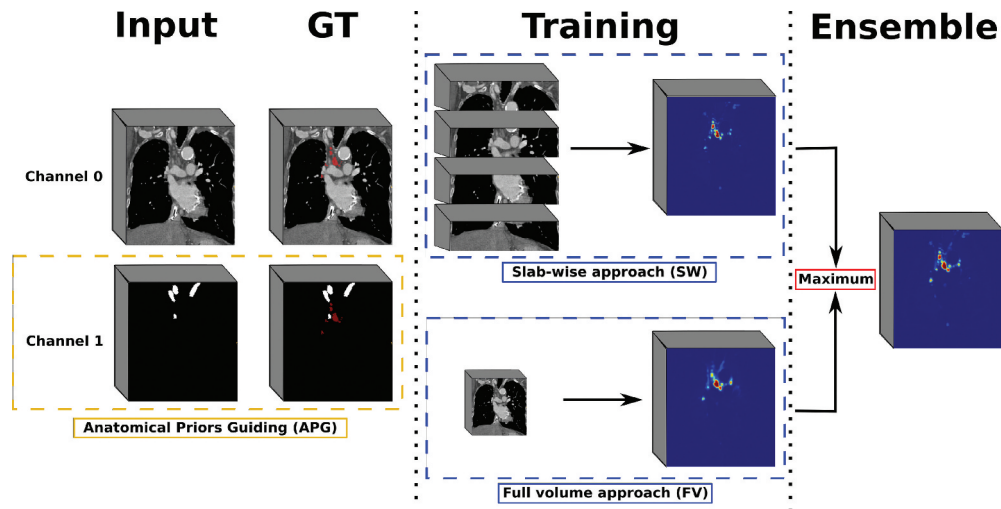 Input
GT
Training
Ensemble
Channel 0
Slab-wise approach (SW)
Maximum
Channel 1
Anatomical Priors Guiding (APG)
Full volume approach (FV)